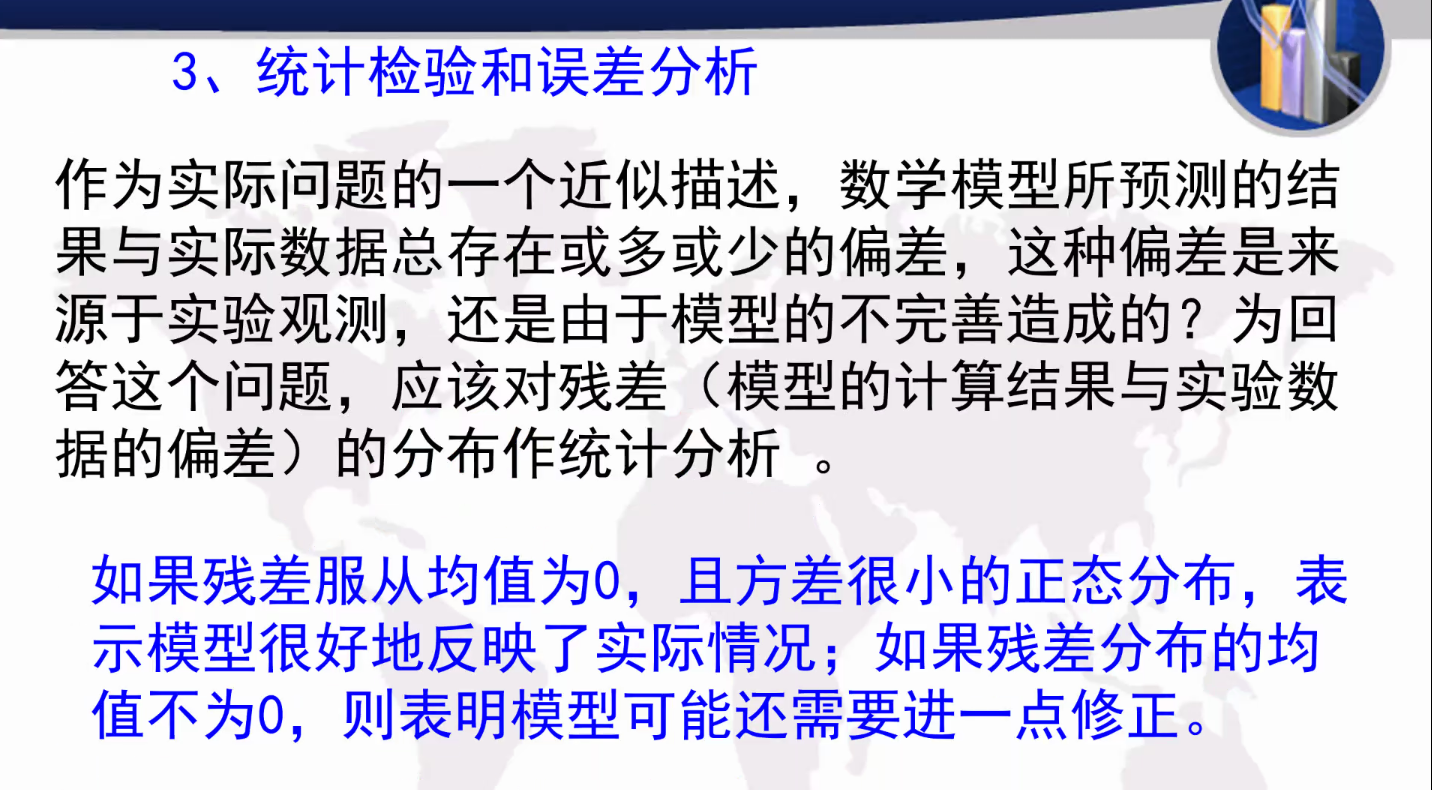 3、统计检验和误差分析
作为实际问题的一个近似描述，数学模型所预测的结
果与实际数据总存在或多或少的偏差，这种偏差是来
源于实验观测，还是由于模型的不完善造成的？为回
答这个问题，应该对残差（模型的计算结果与实验数
据的偏差）的分布作统计分析 。
如果残差服从均值为0，且方差很小的正态分布，表
示模型很好地反映了实际情况；如果残差分布的均
值不为0，则表明模型可能还需要进一点修正。